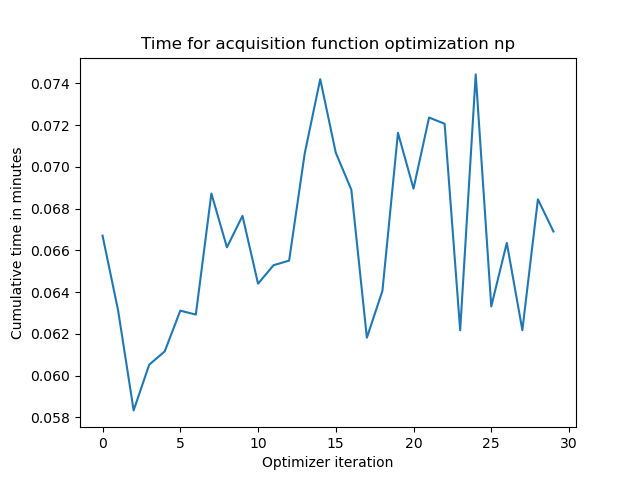 Time for acquisition function optimization np
Cumulative time in minutes
0.074
0.072
0.070
0.068
0.066
0.064
0.062
0.060
0.058
0 5 10 15 20 25 30
Optimizer iteration